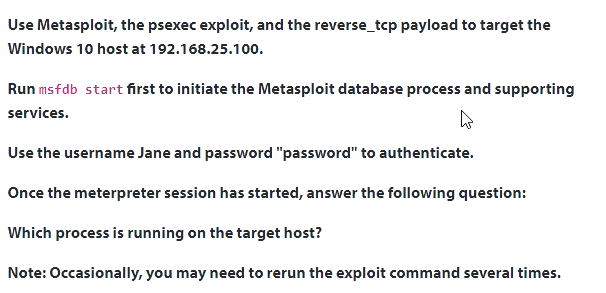 Use Metasploit, the psexec exploit, and the reverse_tcp payload to target the
Windows 10 host at 192.168.25.100.
Run msfdb start first to initiate the Metasploit database process and supporting
services.
Use the username Jane and password "password" to authenticate.
Once the meterpreter session has started, answer the following question:
Which process is running on the target host?
Note: Occasionally, you may need to rerun the exploit command several times.